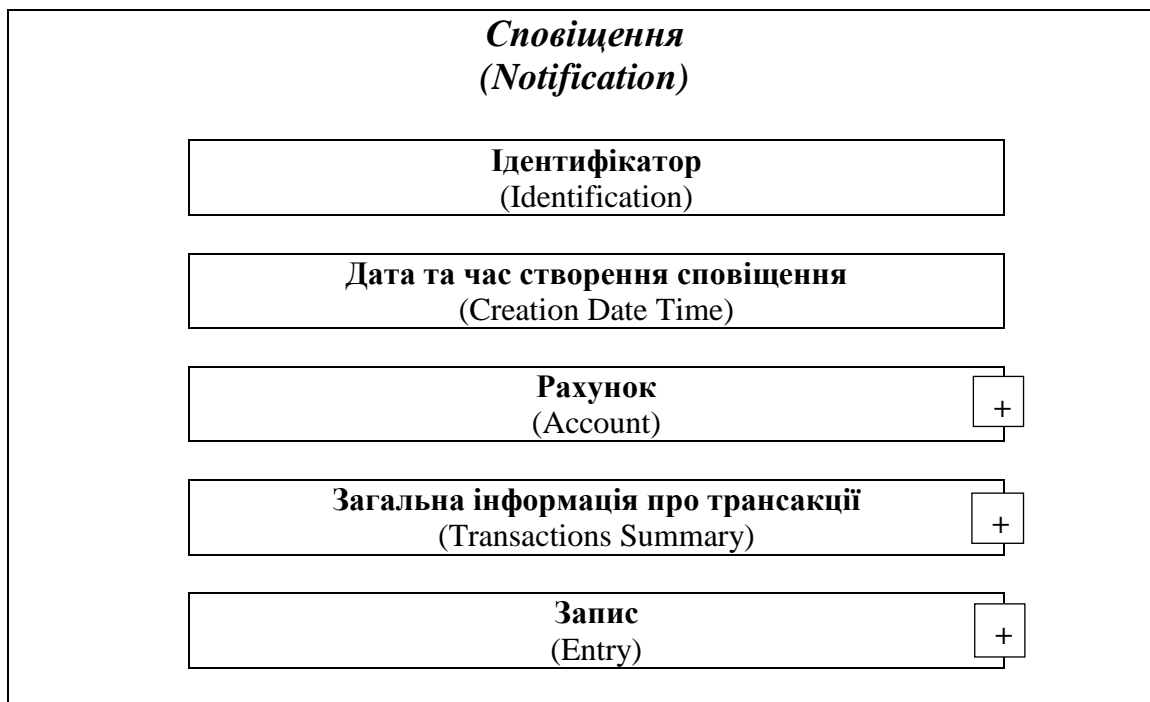 Сповіщення
(Notification)
Ідентифікатор
(Identification)
Дата та час створення сповіщення
(Creation Date Time)
Рахунок
(Account)
+
Загальна інформація про трансакції
(Transactions Summary)
+
Запис
(Entry)
+